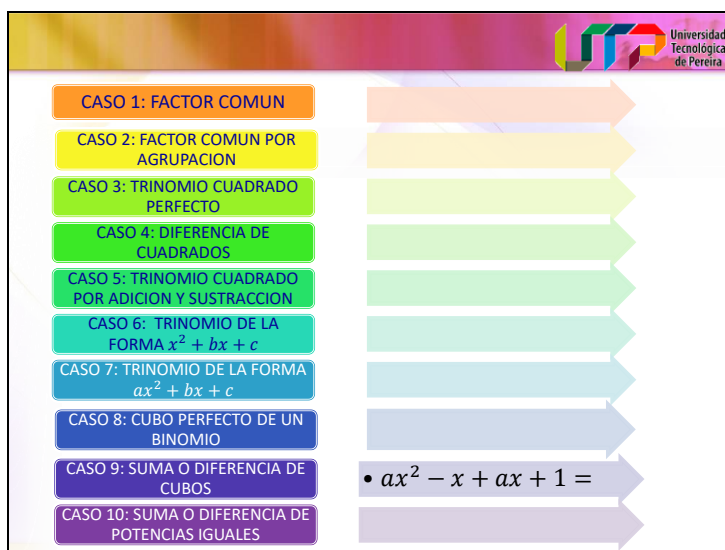 UTP Universidad
Tecnológica
de Pereira
CASO 1: FACTOR COMUN
CASO 2: FACTOR COMUN POR
AGRUPACION
CASO 3: TRINOMIO CUADRADO
PERFECTO
CASO 4: DIFERENCIA DE
CUADRADOS
CASO 5: TRINOMIO CUADRADO
POR ADICION Y SUSTRACCION
CASO 6: TRINOMIO DE LA
FORMA x² + bx + c
CASO 7: TRINOMIO DE LA FORMA
ax² + bx + c
CASO 8: CUBO PERFECTO DE UN
BINOMIO
CASO 9: SUMA O DIFERENCIA DE
CUBOS
• ax² − x + ax + 1 =
CASO 10: SUMA O DIFERENCIA DE
POTENCIAS IGUALES